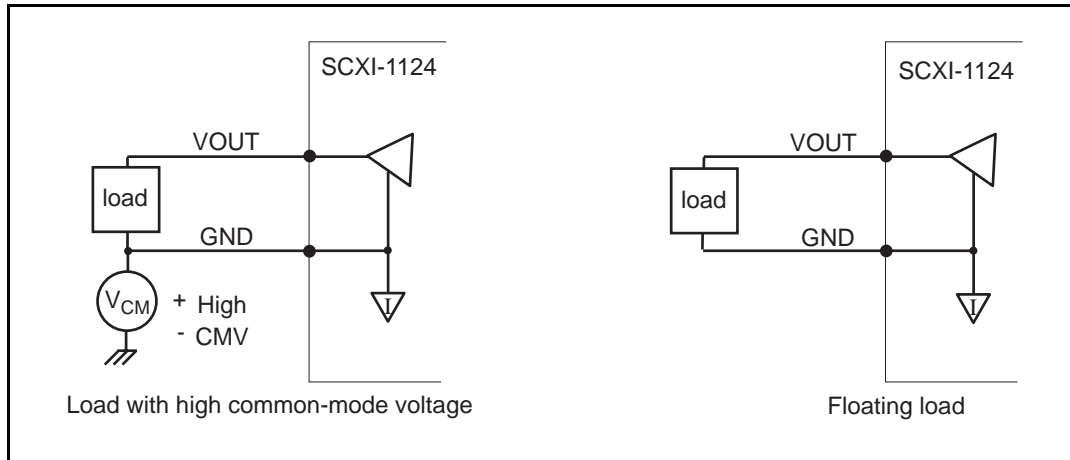 SCXI-1124
VOUT
load
GND
VCM
+ High
- CMV
I
Load with high common-mode voltage
SCXI-1124
VOUT
load
GND
I
Floating load